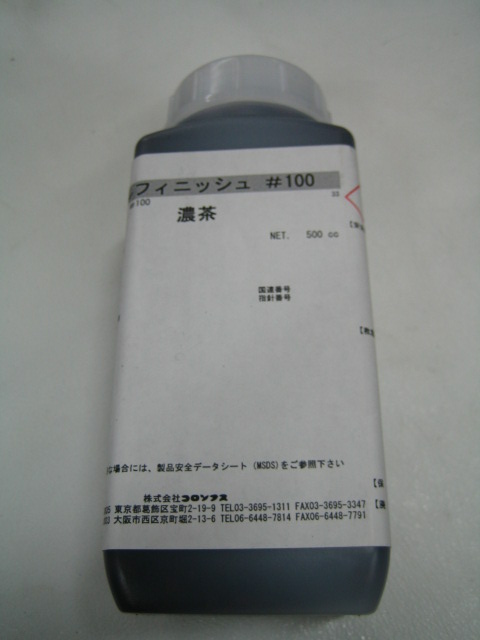 フィニッシュ #100
#100
濃茶
NET. 500 cc
国連番号
指針番号
な場合には、製品安全データシート (MSDS)をご参照下さい
株式会社コロンナス
東京都葛飾区宝町2-19-9 TEL03-3695-1311 FAX03-3695-3347
大阪市西区京町堀2-13-6 TEL06-6448-7814 FAX06-6448-7791